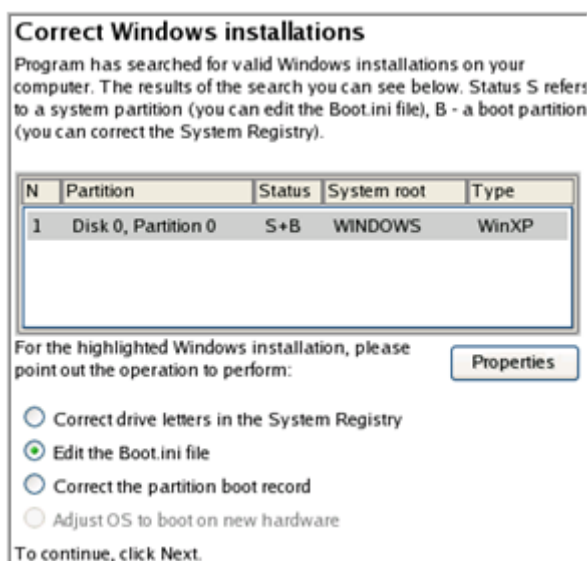 Correct Windows installations
Program has searched for valid Windows installations on your
computer. The results of the search you can see below. Status S refers
to a system partition (you can edit the Boot.ini file), B - a boot partition
(you can correct the System Registry).
N Partition Status System root Type
1 Disk 0, Partition 0 S+B WINDOWS WinXP
For the highlighted Windows installation, please
point out the operation to perform:
Properties
Correct drive letters in the System Registry
Edit the Boot.ini file
Correct the partition boot record
Adjust OS to boot on new hardware
To continue, click Next.